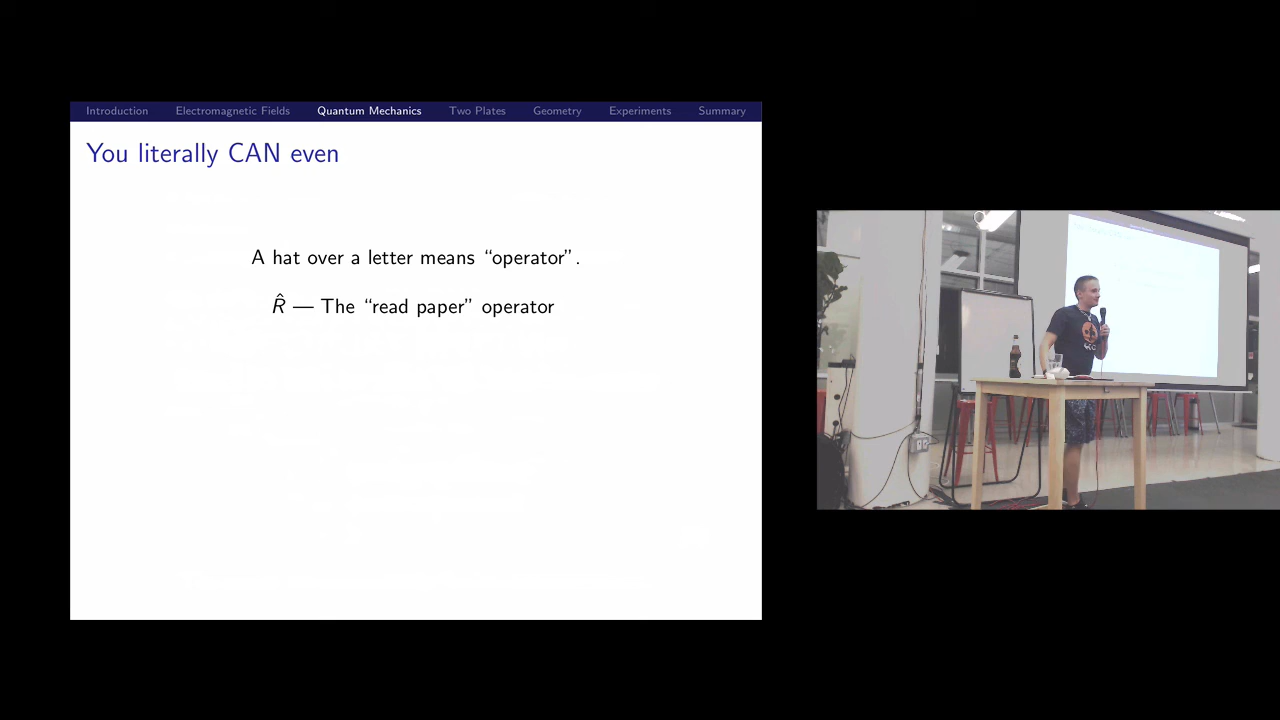 Introduction Electromagnetic Fields Quantum Mechanics Two Plates Geometry Experiments Summary
You literally CAN even
A hat over a letter means “operator”.
R̂ — The “read paper” operator